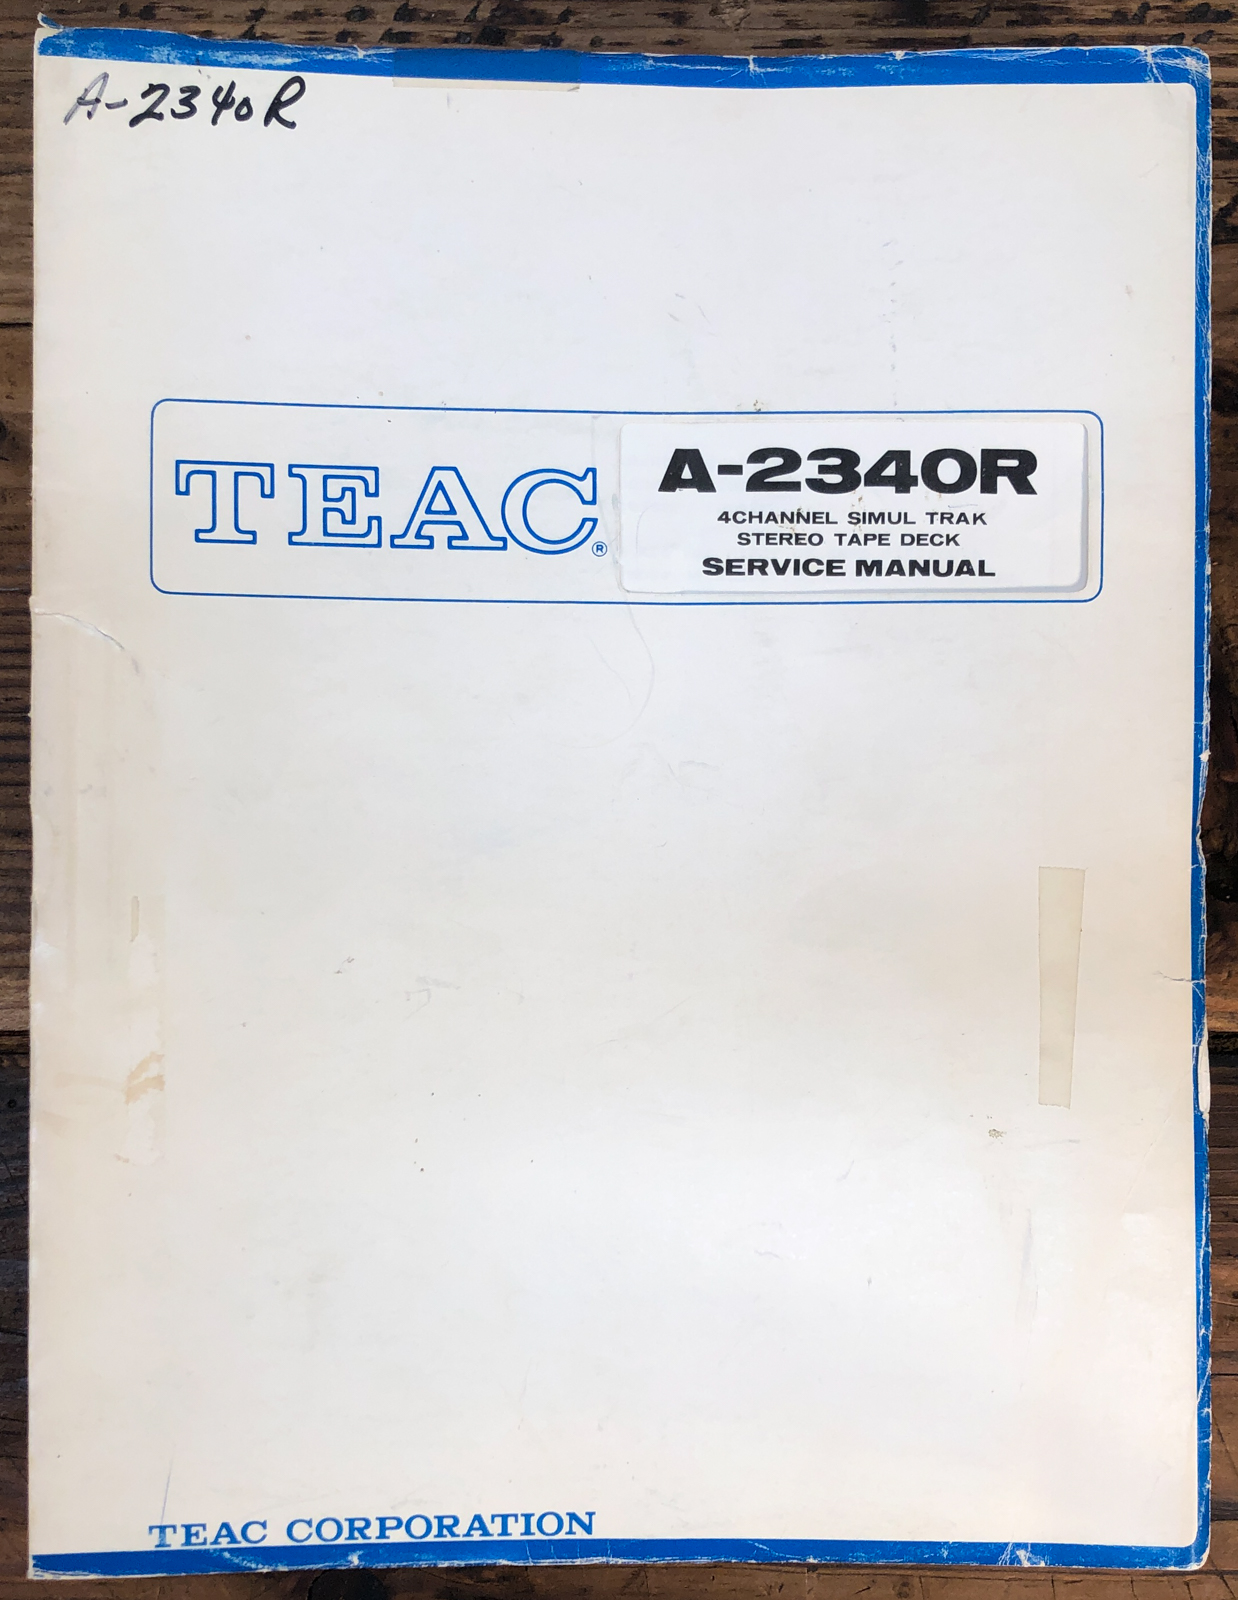 A-2340R
TEAC®
A-2340R
4CHANNEL SIMUL TRAK
STEREO TAPE DECK
SERVICE MANUAL
TEAC CORPORATION